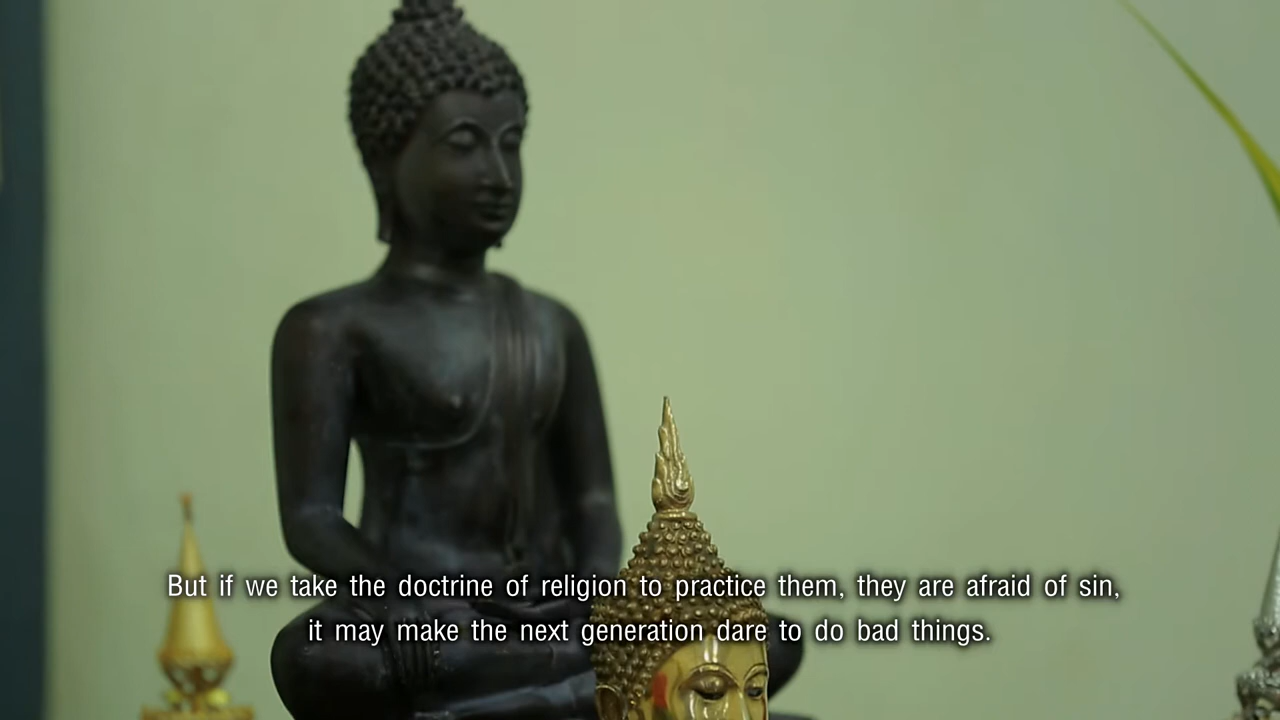 But if we take the doctrine of religion to practice them, they are afraid of sin,
it may make the next generation dare to do bad things.